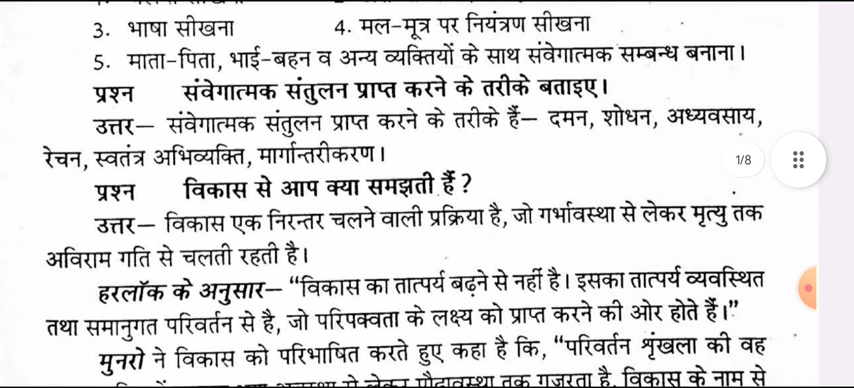 3. भाषा सीखना 4. मल-मूत्र पर नियंत्रण सीखना
5. माता-पिता, भाई-बहन व अन्य व्यक्तियों के साथ संवेगात्मक सम्बन्ध बनाना।
प्रश्न संवेगात्मक संतुलन प्राप्त करने के तरीके बताइए।
उत्तर— संवेगात्मक संतुलन प्राप्त करने के तरीके हैं— दमन, शोधन, अध्यवसाय,
रेचन, स्वतंत्र अभिव्यक्ति, मार्गान्तरीकरण।
1/8
प्रश्न विकास से आप क्या समझती हैं ?
उत्तर— विकास एक निरन्तर चलने वाली प्रक्रिया है, जो गर्भावस्था से लेकर मृत्यु तक
अविराम गति से चलती रहती है।
हरलॉक के अनुसार— “विकास का तात्पर्य बढ़ने से नहीं है। इसका तात्पर्य व्यवस्थित
तथा समानुगत परिवर्तन से है, जो परिपक्वता के लक्ष्य को प्राप्त करने की ओर होते हैं।”
मुनरो ने विकास को परिभाषित करते हुए कहा है कि, “परिवर्तन श्रृंखला की वह
से लेकर प्रौढ़ावस्था तक गुजरता है, विकास के नाम से